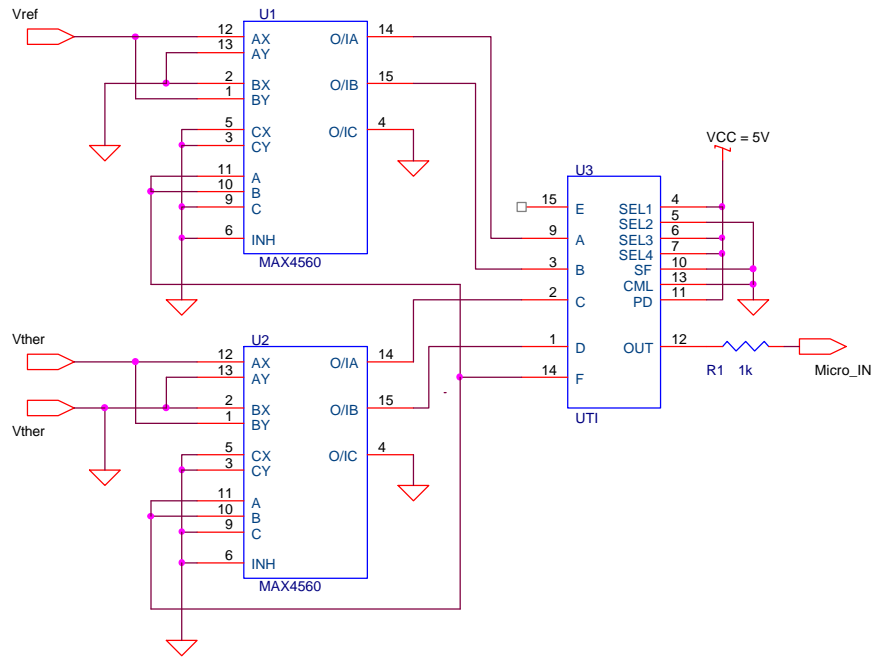 Vref
U1
12 AX O/IA 14
13 AY
2 BX O/IB 15
1 BY
5 CX O/IC 4
3 CY
11 A
10 B
9 C
6 INH
MAX4560
VCC = 5V
U3
15 E SEL1 4
SEL2 5
9 A SEL3 6
SEL4 7
3 B SF 10
CML 13
2 C PD 11
1 D OUT 12
14 F
UTI
R1 1k
Micro_IN
Vther
U2
12 AX O/IA 14
13 AY
Vther
2 BX O/IB 15
1 BY
5 CX O/IC 4
3 CY
11 A
10 B
9 C
6 INH
MAX4560